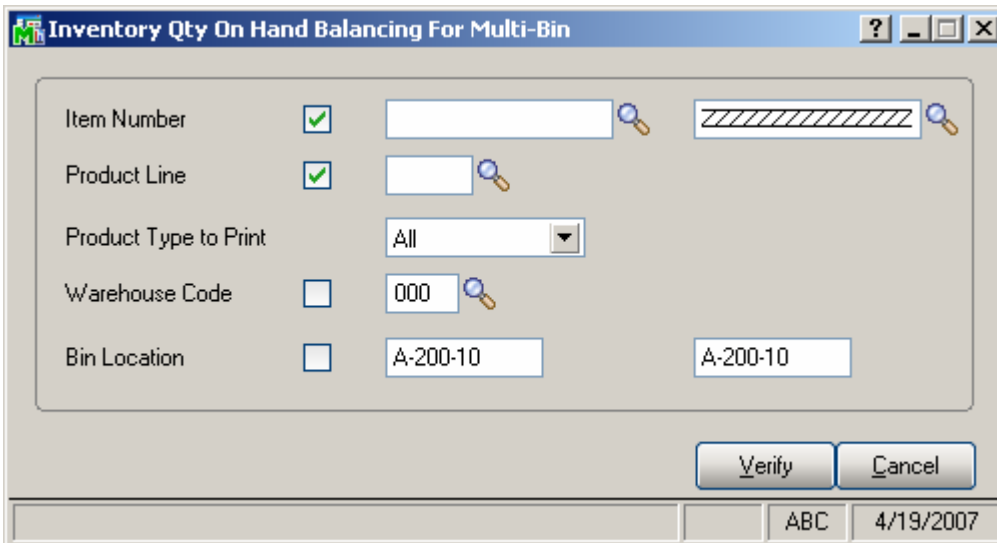 Inventory Qty On Hand Balancing For Multi-Bin
Item Number
Product Line
Product Type to Print All
Warehouse Code 000
Bin Location A-200-10 A-200-10
Verify Cancel
ABC 4/19/2007